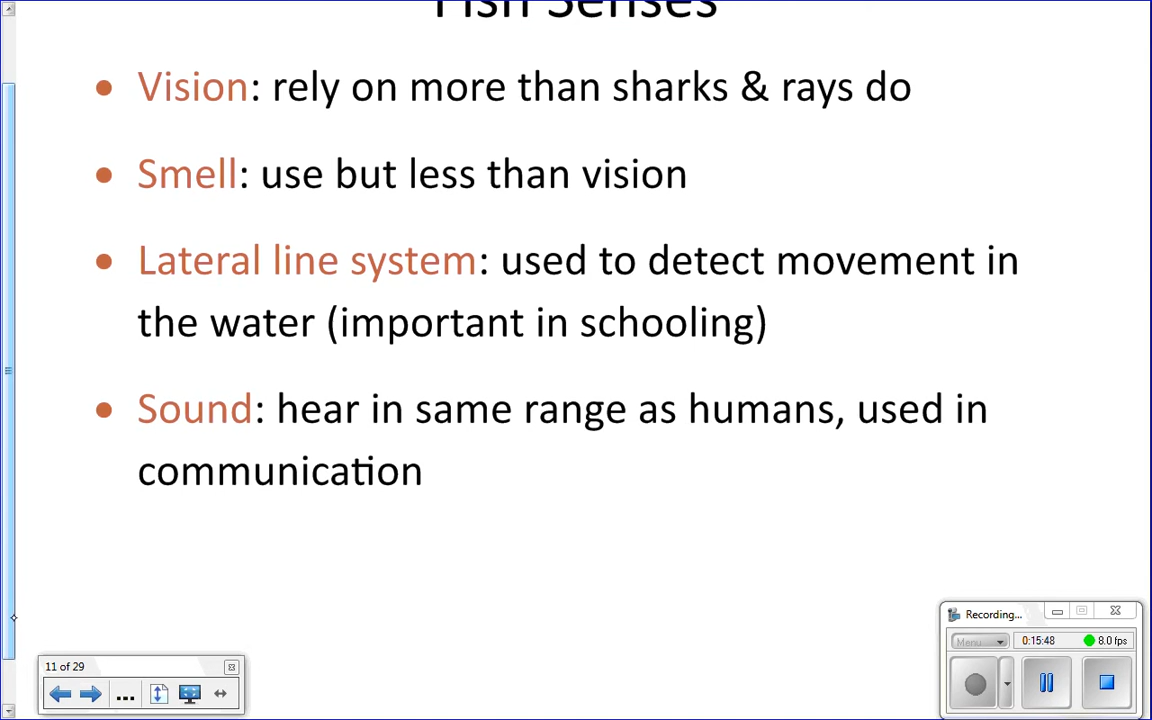 Fish Senses
• Vision: rely on more than sharks & rays do
• Smell: use but less than vision
• Lateral line system: used to detect movement in
the water (important in schooling)
• Sound: hear in same range as humans, used in
communication
Recording...
Menu
0:15:48
8.0 fps
11 of 29
...